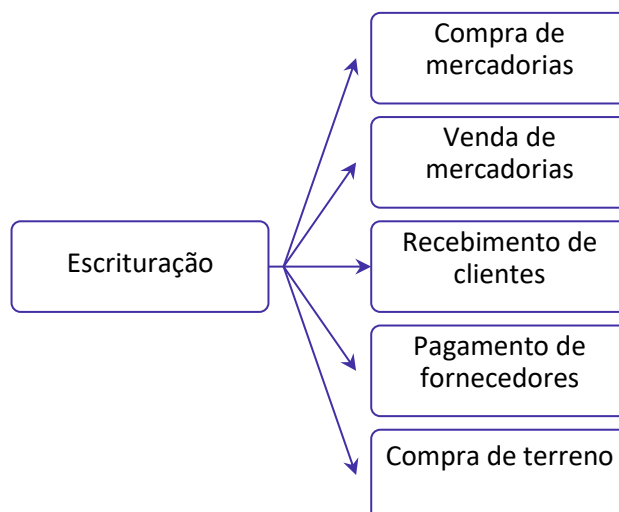 Compra de
mercadorias
Venda de
mercadorias
Escrituração
Recebimento de
clientes
Pagamento de
fornecedores
Compra de terreno